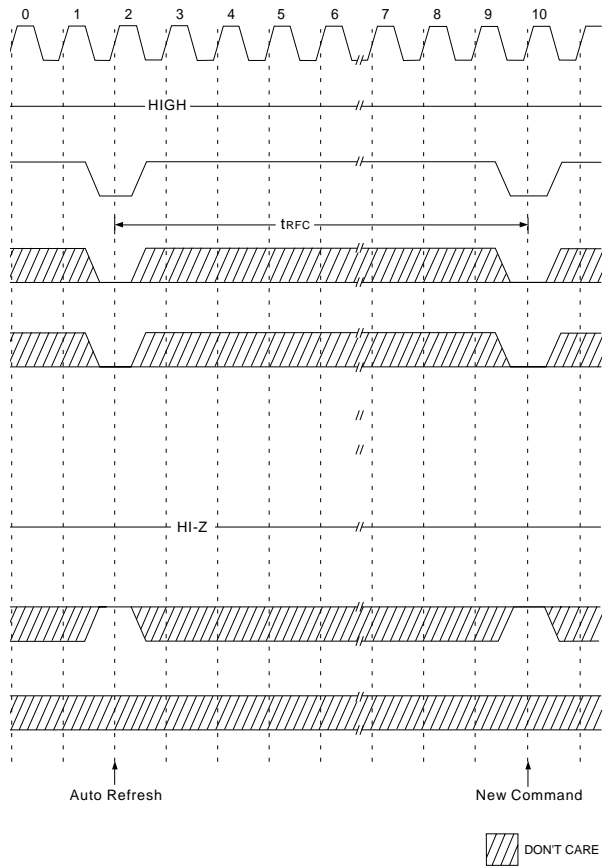 0 1 2 3 4 5 6 7 8 9 10
HIGH
tRFC
HI-Z
Auto Refresh New Command
DON'T CARE